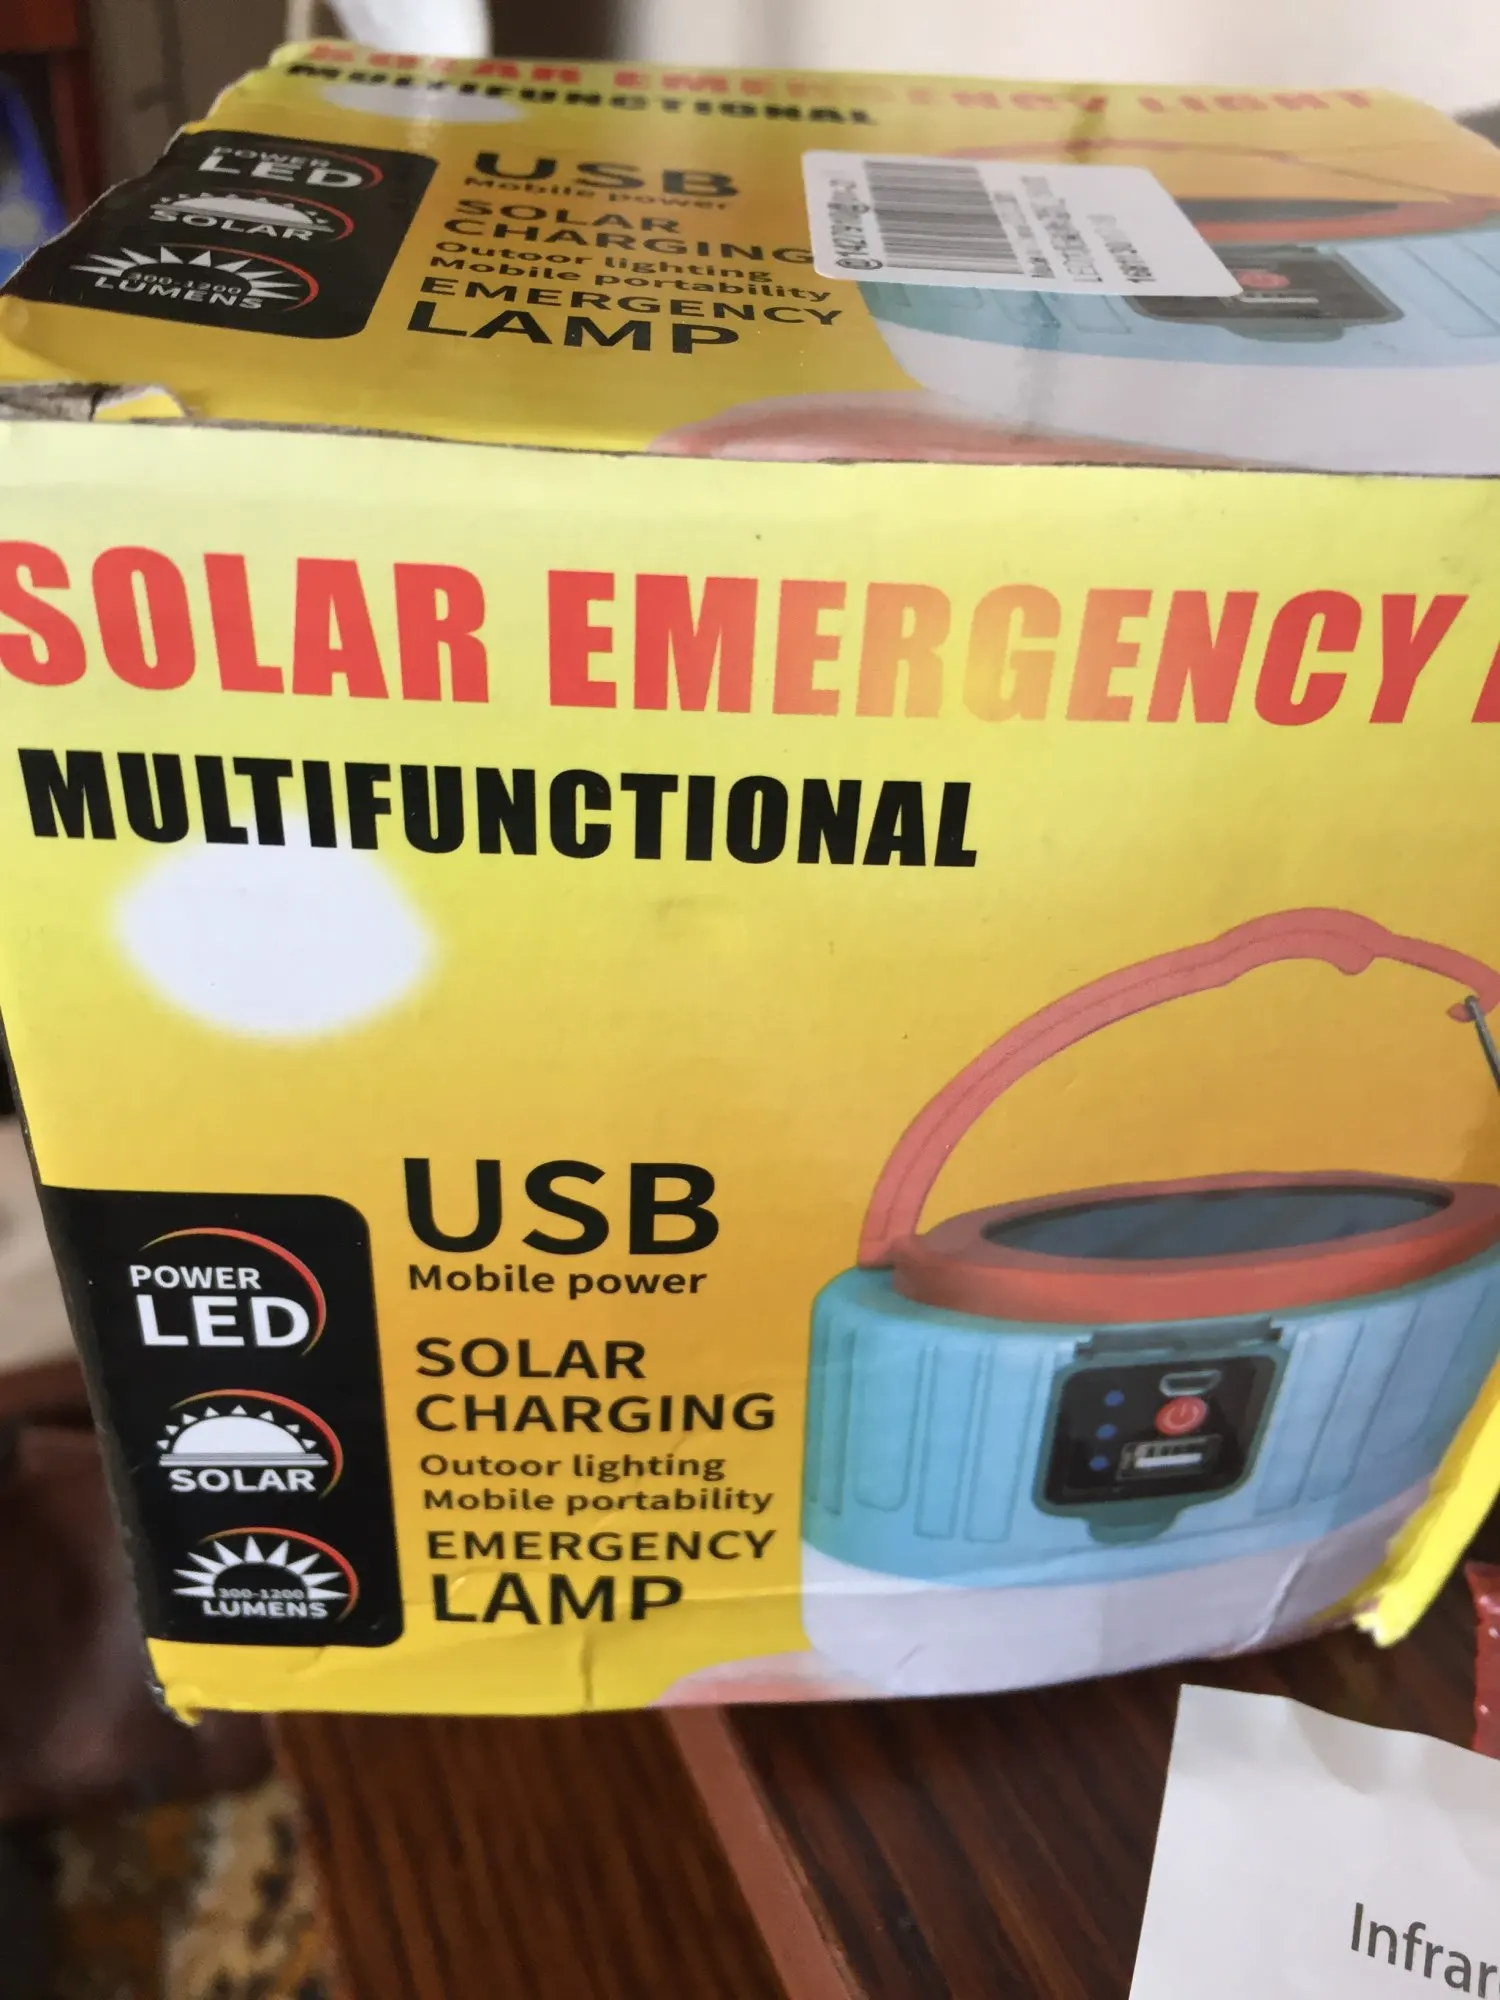 SOLAR EMERGENCY LIGHT
MULTIFUNCTIONAL
POWER
LED
SOLAR
300-1200
LUMENS
USB
Mobile power
SOLAR
CHARGING
Outoor lighting
Mobile portability
EMERGENCY
LAMP
SOLAR EMERGENCY
MULTIFUNCTIONAL
POWER
LED
SOLAR
300-1200
LUMENS
USB
Mobile power
SOLAR
CHARGING
Outoor lighting
Mobile portability
EMERGENCY
LAMP
Infrar